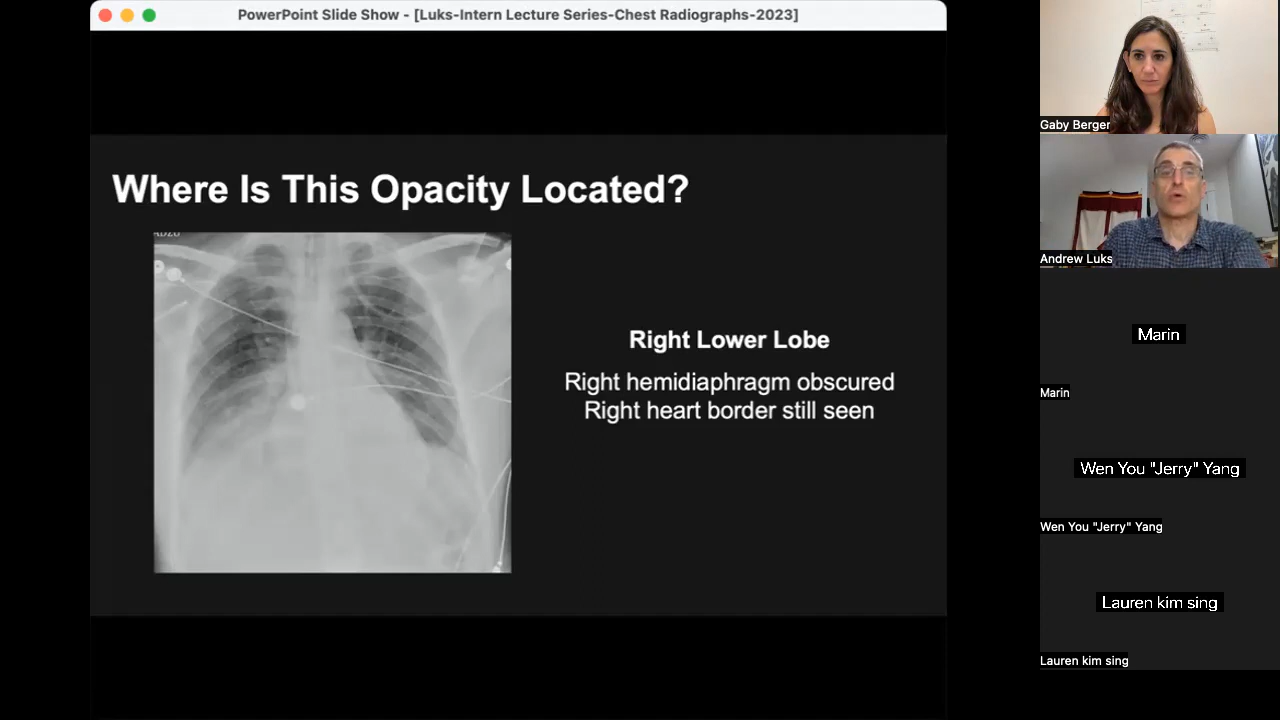 PowerPoint Slide Show - [Luks-Intern Lecture Series-Chest Radiographs-2023]
Where Is This Opacity Located?
Right Lower Lobe
Right hemidiaphragm obscured
Right heart border still seen
Gaby Berger
Andrew Luks
Marin
Marin
Wen You "Jerry" Yang
Wen You "Jerry" Yang
Lauren kim sing
Lauren kim sing